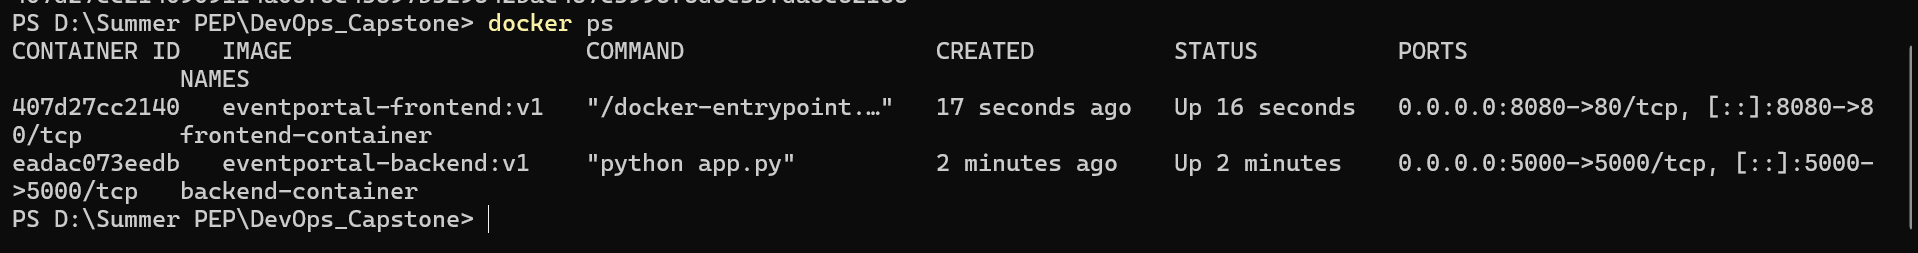 PS D:\Summer PEP\DevOps_Capstone> docker ps
CONTAINER ID   IMAGE                     COMMAND                  CREATED          STATUS          PORTS
            NAMES
407d27cc2140   eventportal-frontend:v1   "/docker-entrypoint.…"   17 seconds ago   Up 16 seconds   0.0.0.0:8080->80/tcp, [::]:8080->8
0/tcp       frontend-container
eadac073eedb   eventportal-backend:v1    "python app.py"          2 minutes ago    Up 2 minutes    0.0.0.0:5000->5000/tcp, [::]:5000-
>5000/tcp   backend-container
PS D:\Summer PEP\DevOps_Capstone>